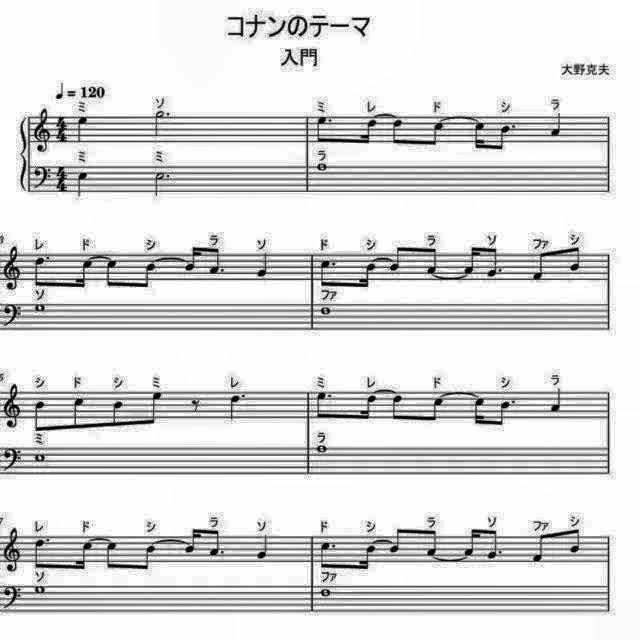 コナンのテーマ
入門
大野克夫
♩= 120
ミ ソ ミ レ ド シ ラ
ミ ミ ラ
レ ド シ ラ ソ ド シ ラ ソ ファ シ
ソ ファ
シ ド シ ミ レ ミ レ ド シ ラ
ミ ラ
レ ド シ ラ ソ ド シ ラ ソ ファ シ
ソ ファ